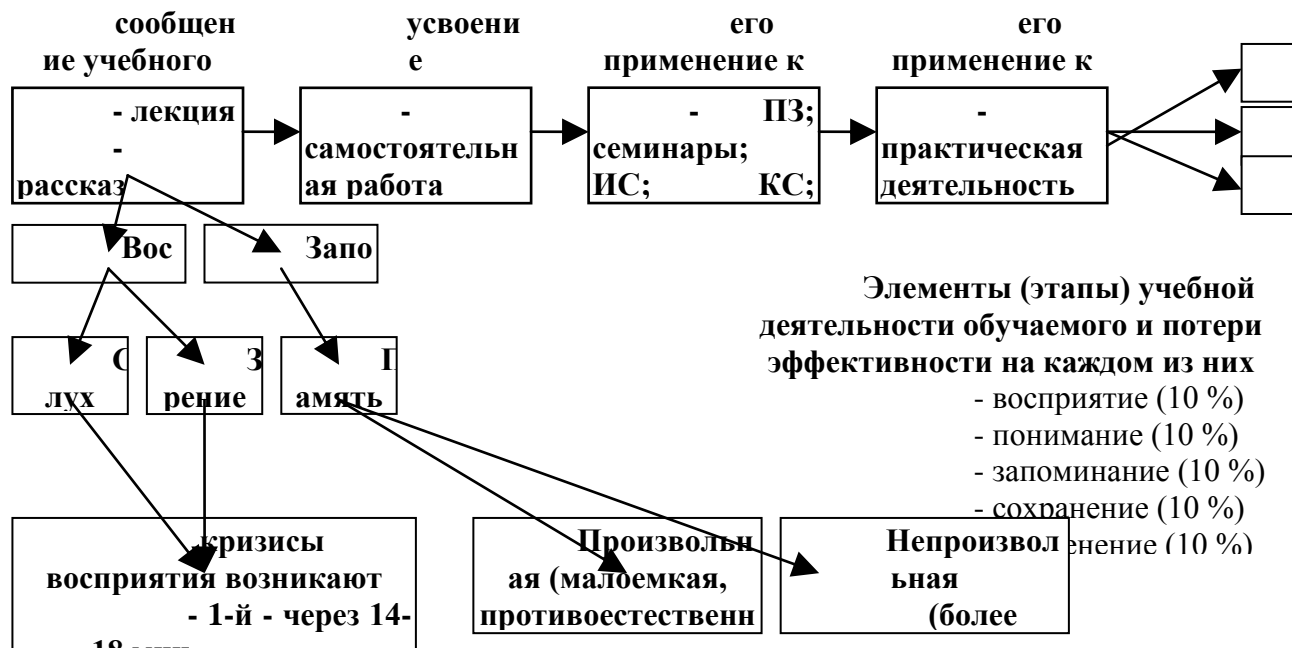 сообщен
ие учебного
усвоени
е
его
применение к
его
применение к
- лекция
-
рассказ
-
самостоятельн
ая работа
- ПЗ;
семинары;
ИС; КС;
-
практическая
деятельность
Вос
Запо
С
лух
З
рение
П
амять
Элементы (этапы) учебной
деятельности обучаемого и потери
эффективности на каждом из них
- восприятие (10 %)
- понимание (10 %)
- запоминание (10 %)
- сохранение (10 %)
енение (10 %)
кризисы
восприятия возникают
- 1-й - через 14-
Произвольн
ая (малоемкая,
противоестественн
Непроизвол
ьная
(более